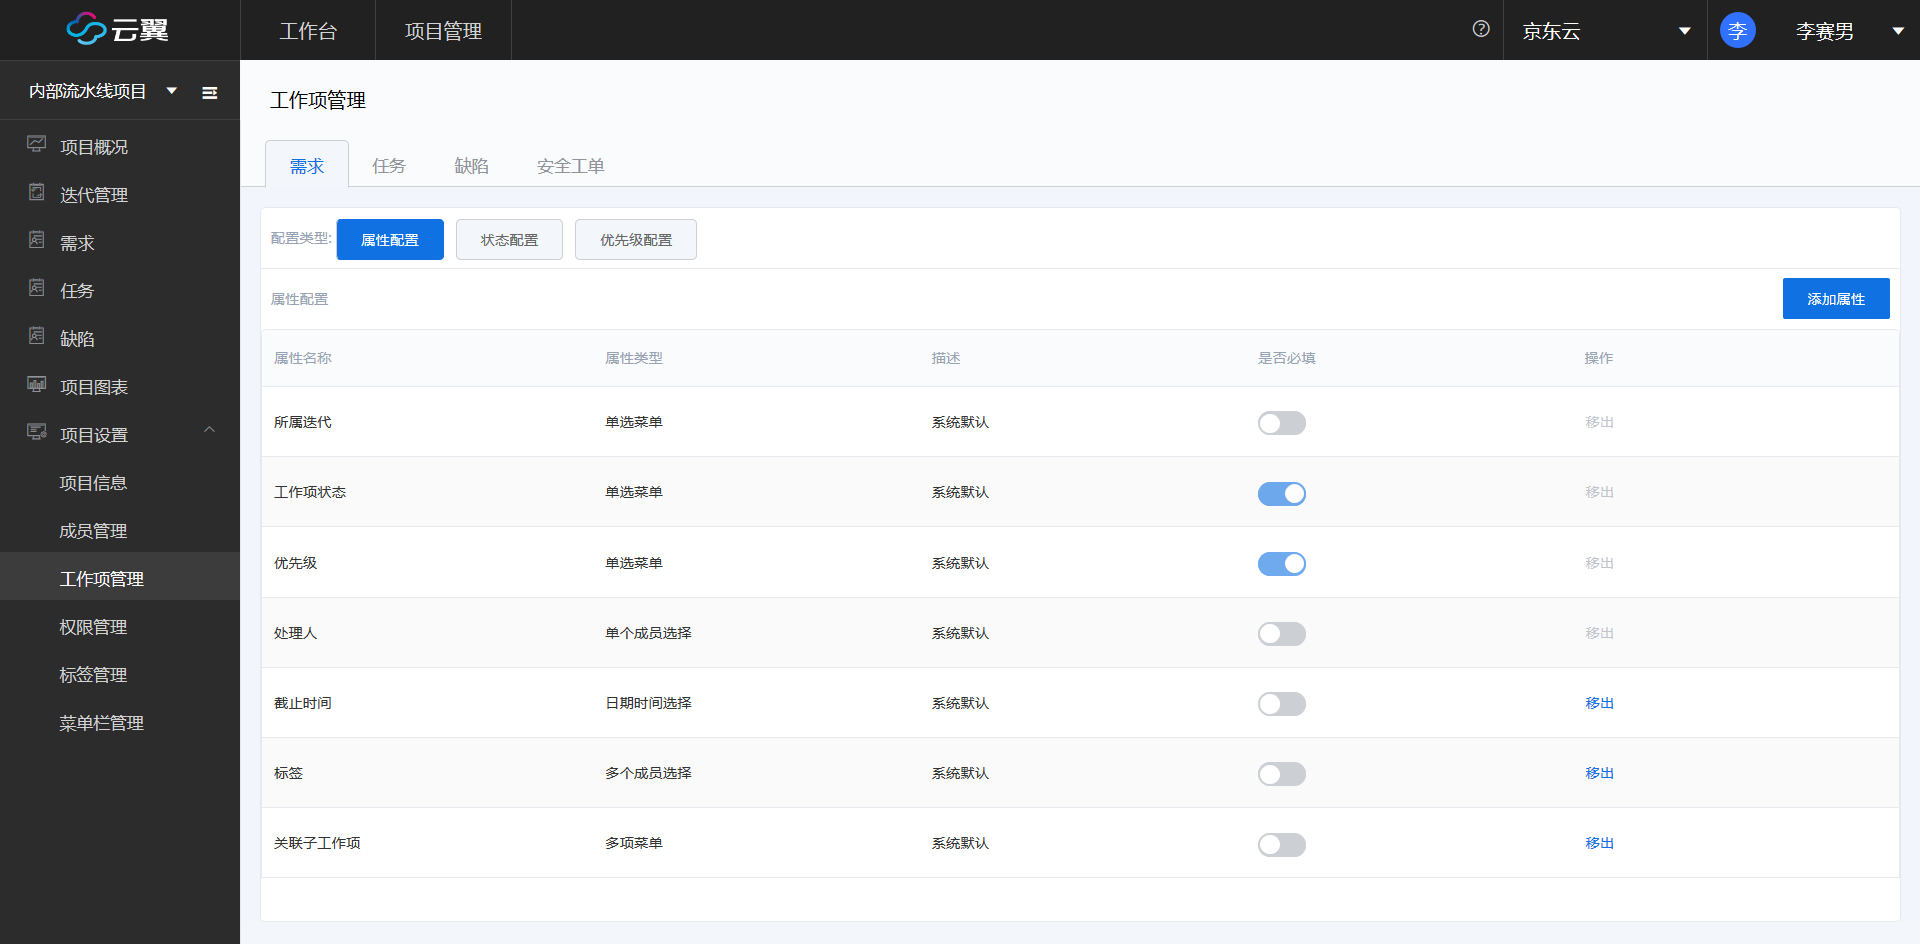 云翼
工作台
项目管理
京东云
李
李赛男
内部流水线项目
项目概况
迭代管理
需求
任务
缺陷
项目图表
项目设置
项目信息
成员管理
工作项管理
权限管理
标签管理
菜单栏管理
工作项管理
需求 任务 缺陷 安全工单
配置类型: 属性配置 状态配置 优先级配置
属性配置 添加属性
属性名称 属性类型 描述 是否必填 操作
所属迭代 单选菜单 系统默认 移出
工作项状态 单选菜单 系统默认 移出
优先级 单选菜单 系统默认 移出
处理人 单个成员选择 系统默认 移出
截止时间 日期时间选择 系统默认 移出
标签 多个成员选择 系统默认 移出
关联子工作项 多项菜单 系统默认 移出